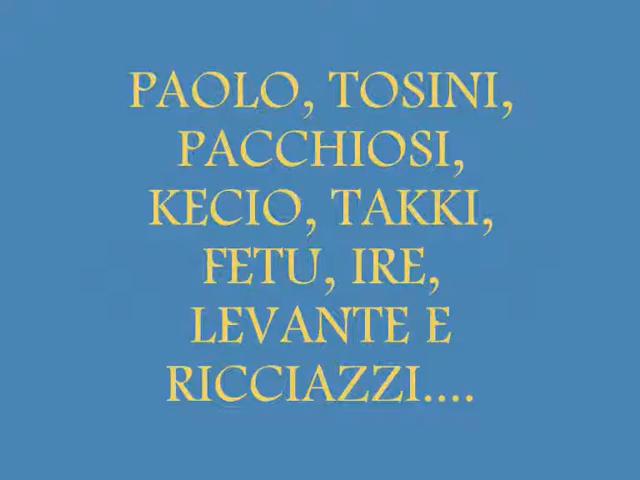 PAOLO, TOSINI,
PACCHIOSI,
KECIO, TAKKI,
FETU, IRE,
LEVANTE E
RICCIAZZI....